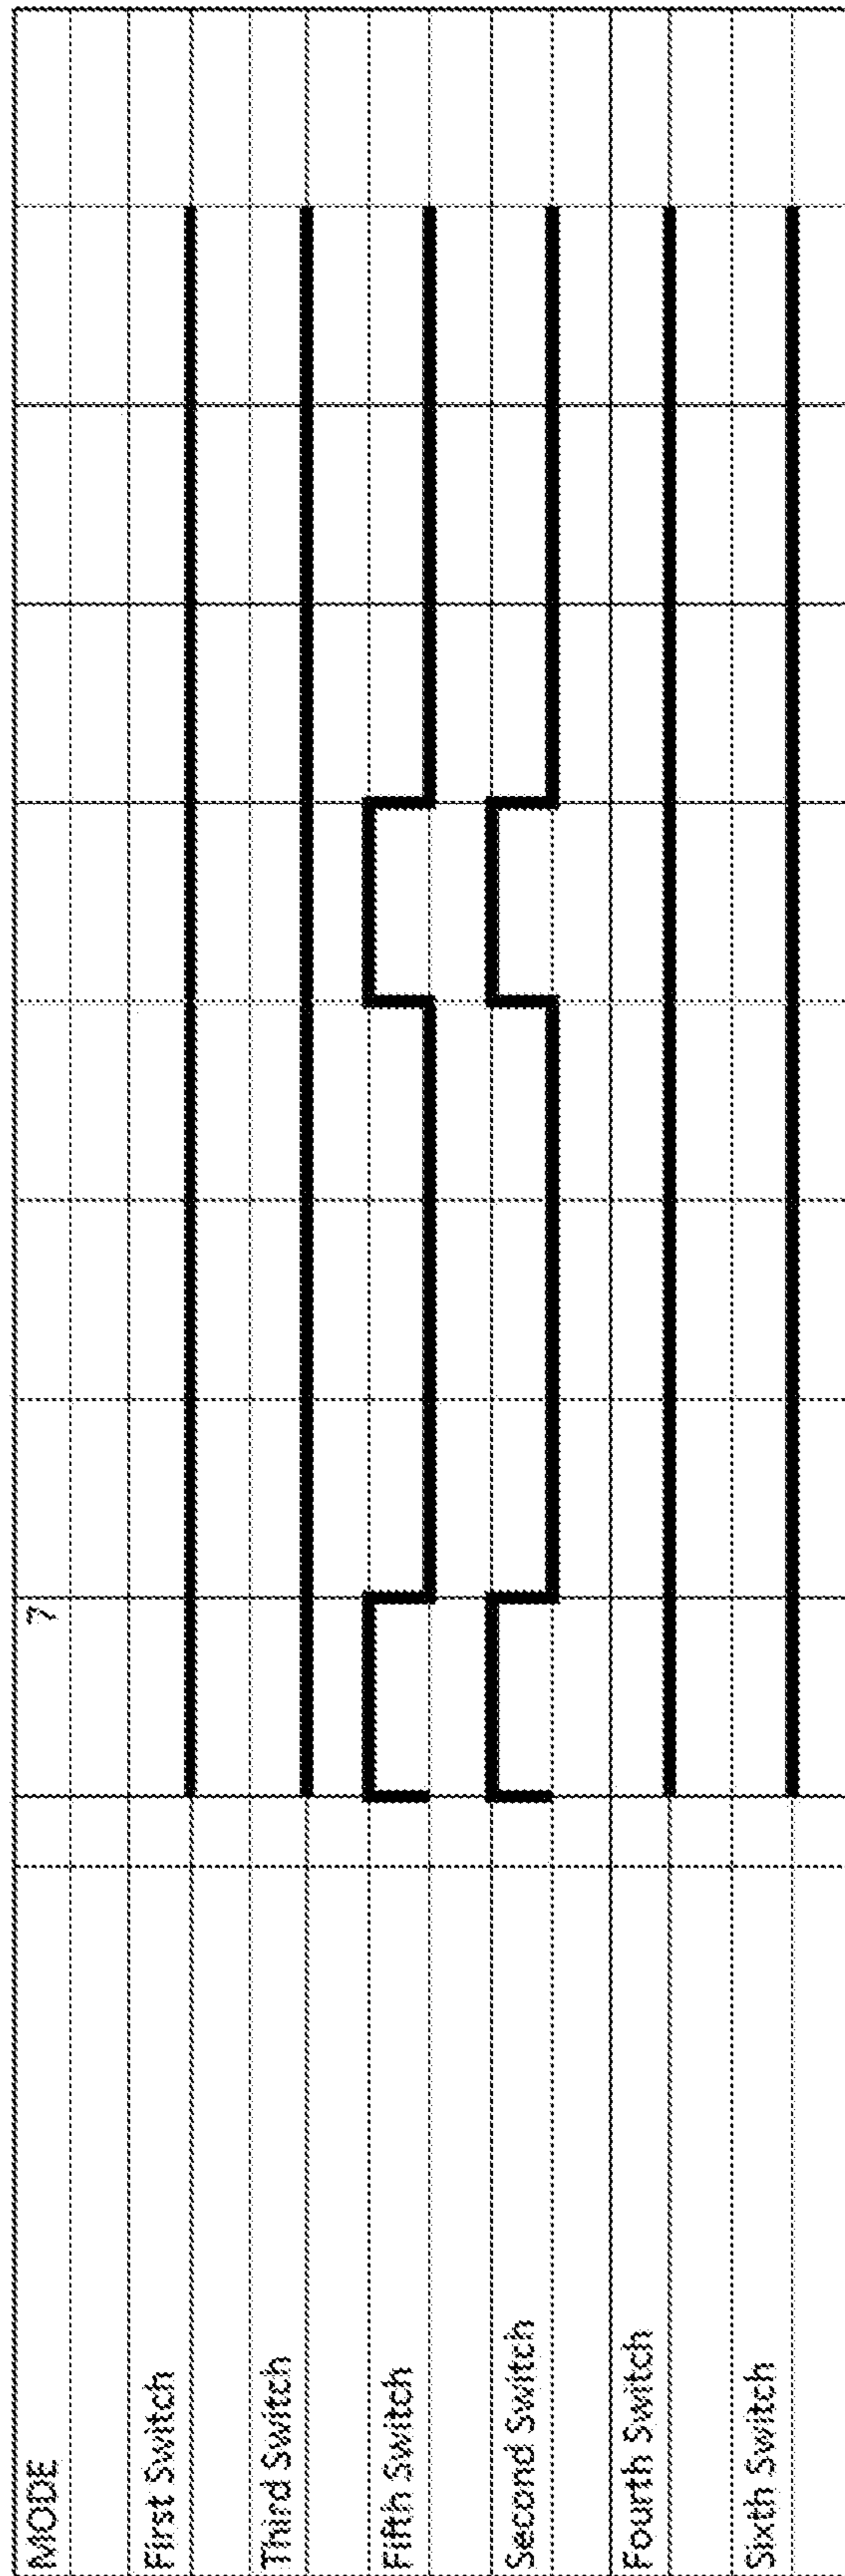 MODE 7
First Switch
Third Switch
Fifth Switch
Second Switch
Fourth Switch
Sixth Switch